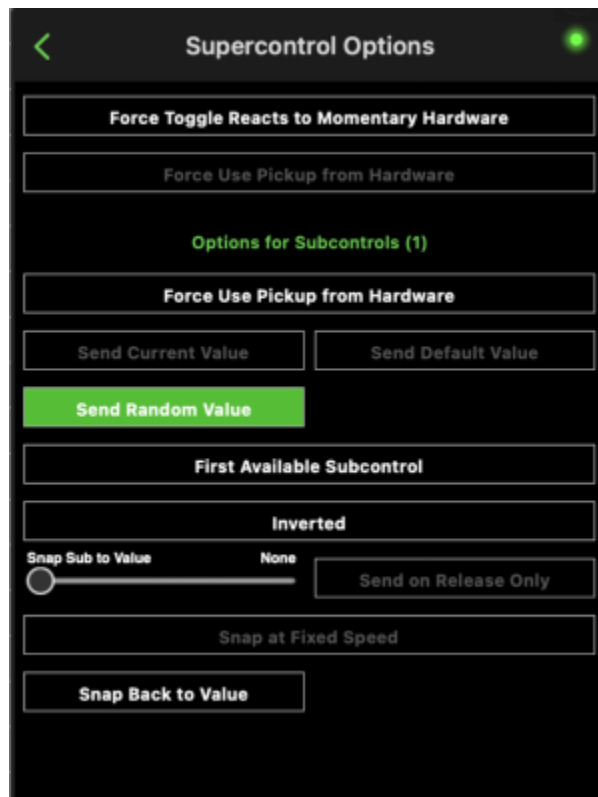 Supercontrol Options
Force Toggle Reacts to Momentary Hardware
Force Use Pickup from Hardware
Options for Subcontrols (1)
Force Use Pickup from Hardware
Send Current Value
Send Default Value
Send Random Value
First Available Subcontrol
Inverted
Snap Sub to Value
None
Send on Release Only
Snap at Fixed Speed
Snap Back to Value